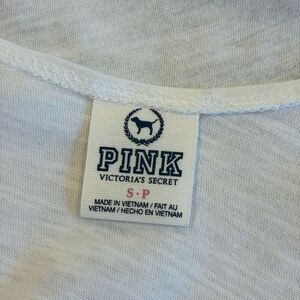 PINK
VICTORIA'S SECRET
S·P
MADE IN VIETNAM / FAIT AU
VIETNAM / HECHO EN VIETNAM